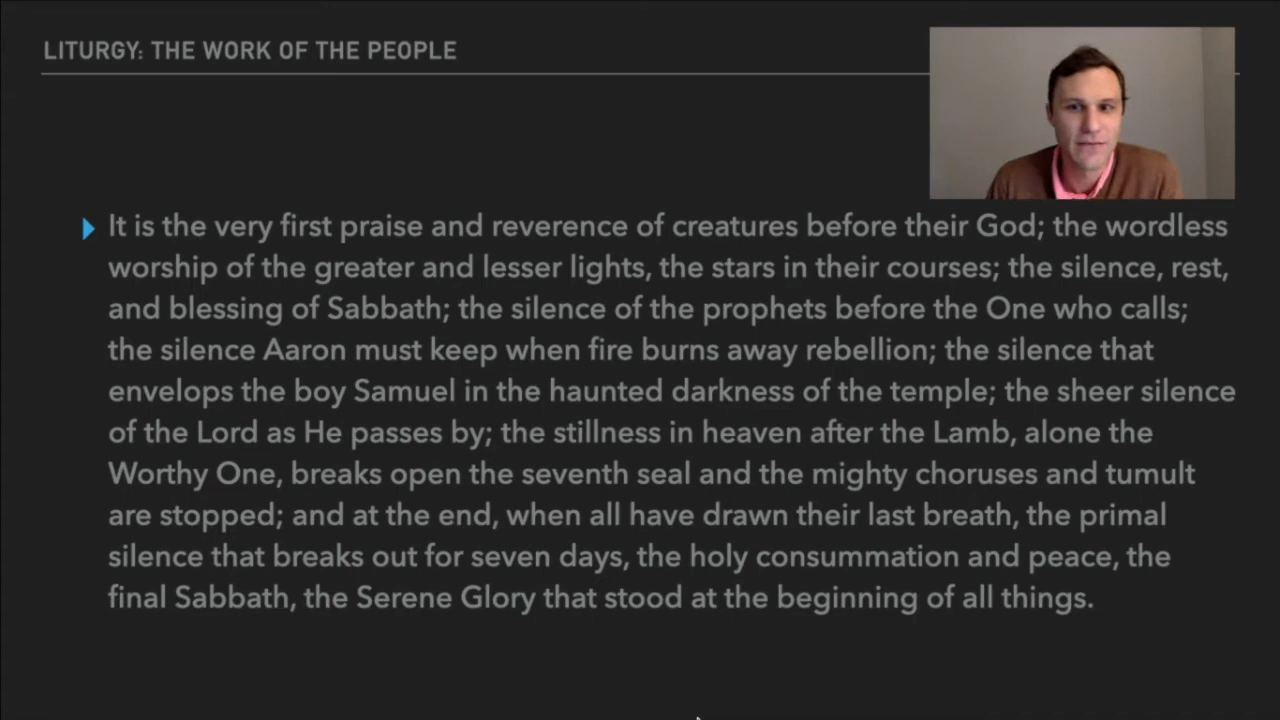 LITURGY: THE WORK OF THE PEOPLE
It is the very first praise and reverence of creatures before their God; the wordless
worship of the greater and lesser lights, the stars in their courses; the silence, rest,
and blessing of Sabbath; the silence of the prophets before the One who calls;
the silence Aaron must keep when fire burns away rebellion; the silence that
envelops the boy Samuel in the haunted darkness of the temple; the sheer silence
of the Lord as He passes by; the stillness in heaven after the Lamb, alone the
Worthy One, breaks open the seventh seal and the mighty choruses and tumult
are stopped; and at the end, when all have drawn their last breath, the primal
silence that breaks out for seven days, the holy consummation and peace, the
final Sabbath, the Serene Glory that stood at the beginning of all things.